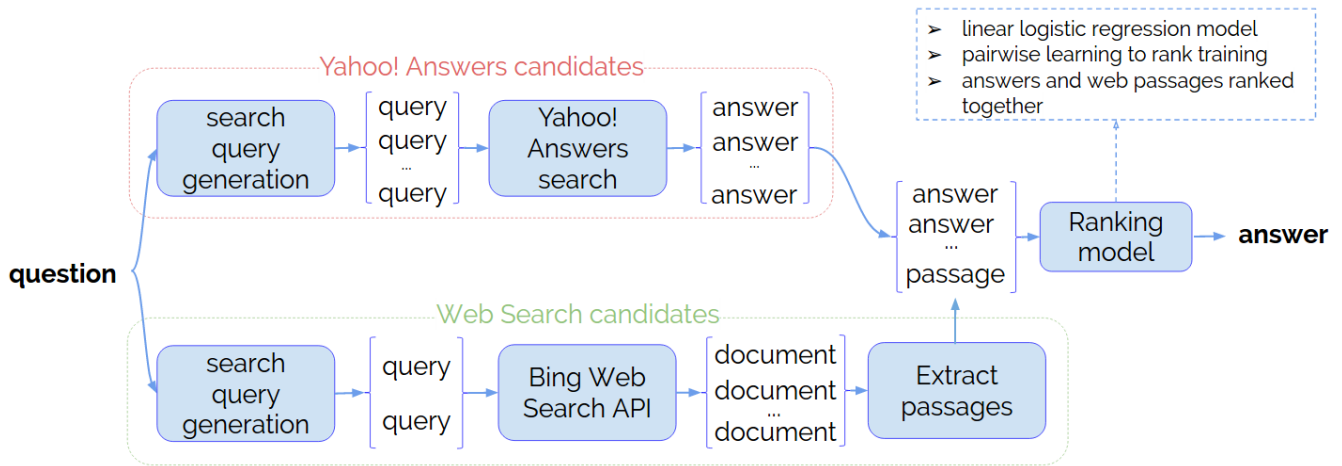 ➢ linear logistic regression model
➢ pairwise learning to rank training
➢ answers and web passages ranked
together
Yahoo! Answers candidates
search
query
generation
query
query
...
query
Yahoo!
Answers
search
answer
answer
...
answer
answer
answer
...
passage
Ranking
model
answer
question
Web Search candidates
search
query
generation
query
query
Bing Web
Search API
document
document
...
document
Extract
passages